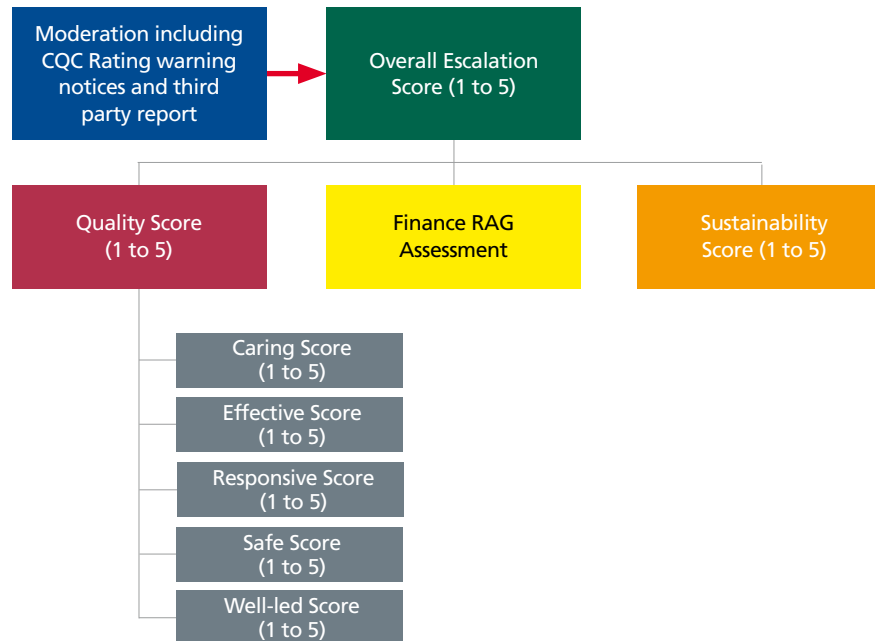 Moderation including
CQC Rating warning
notices and third
party report
Overall Escalation
Score (1 to 5)
Quality Score
(1 to 5)
Finance RAG
Assessment
Sustainability
Score (1 to 5)
Caring Score
(1 to 5)
Effective Score
(1 to 5)
Responsive Score
(1 to 5)
Safe Score
(1 to 5)
Well-led Score
(1 to 5)